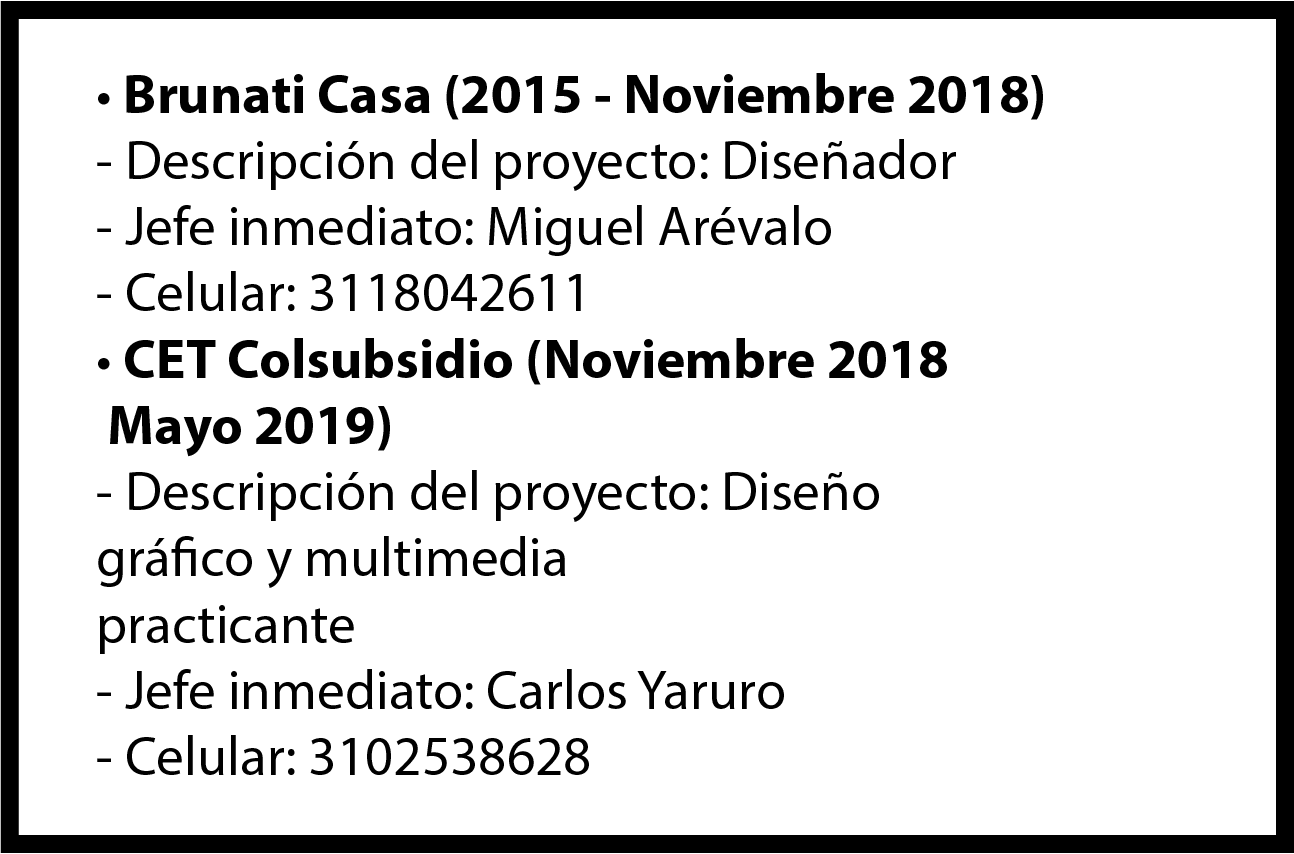 • Brunati Casa (2015 - Noviembre 2018)
- Descripción del proyecto: Diseñador
- Jefe inmediato: Miguel Arévalo
- Celular: 3118042611
• CET Colsubsidio (Noviembre 2018
Mayo 2019)
- Descripción del proyecto: Diseño
gráfico y multimedia
practicante
- Jefe inmediato: Carlos Yaruro
- Celular: 3102538628